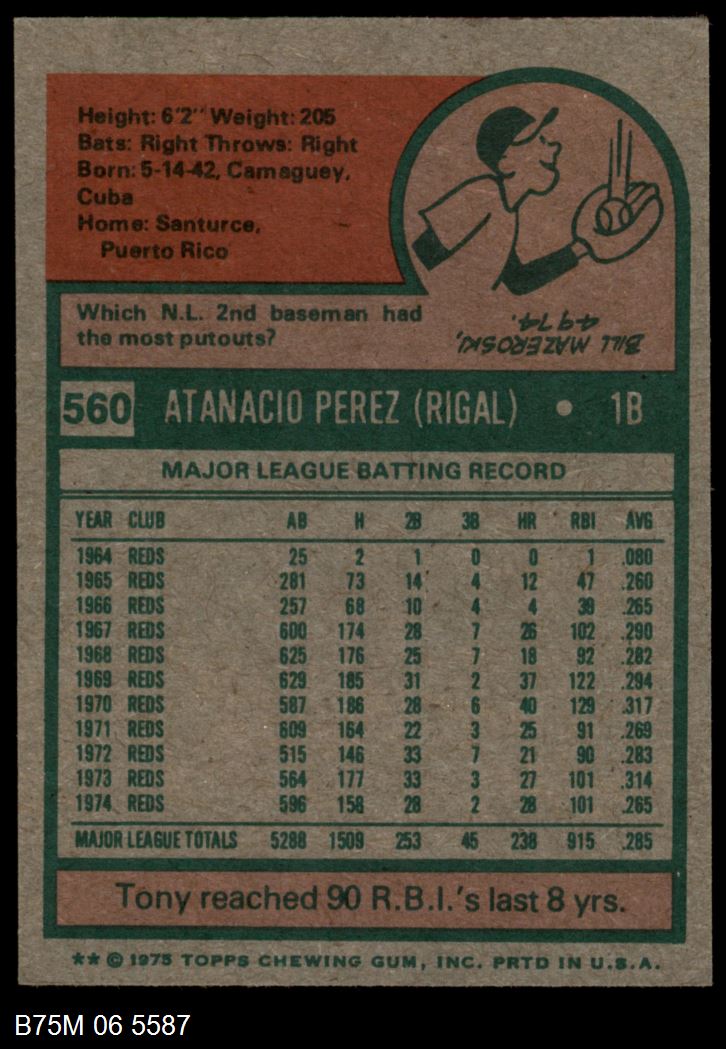 Height: 6'2" Weight: 205
Bats: Right Throws: Right
Born: 5-14-42, Camaguey,
Cuba
Home: Santurce,
Puerto Rico
Which N.L. 2nd baseman had
the most putouts?
BILL MAZEROSKI,
4974.
560 ATANACIO PEREZ (RIGAL) • 1B
MAJOR LEAGUE BATTING RECORD
YEAR CLUB AB H 2B 3B HR RBI AVG
1964 REDS 25 2 1 0 0 1 .080
1965 REDS 281 73 14 4 12 47 .260
1966 REDS 257 68 10 4 4 39 .265
1967 REDS 600 174 28 7 26 102 .290
1968 REDS 625 176 25 7 18 92 .282
1969 REDS 629 185 31 2 37 122 .294
1970 REDS 587 186 28 6 40 129 .317
1971 REDS 609 164 22 3 25 91 .269
1972 REDS 515 146 33 7 21 90 .283
1973 REDS 564 177 33 3 27 101 .314
1974 REDS 596 158 28 2 28 101 .265
MAJOR LEAGUE TOTALS 5288 1509 253 45 238 915 .285
Tony reached 90 R.B.I.'s last 8 yrs.
** © 1975 TOPPS CHEWING GUM, INC. PRTD IN U.S.A.
B75M 06 5587